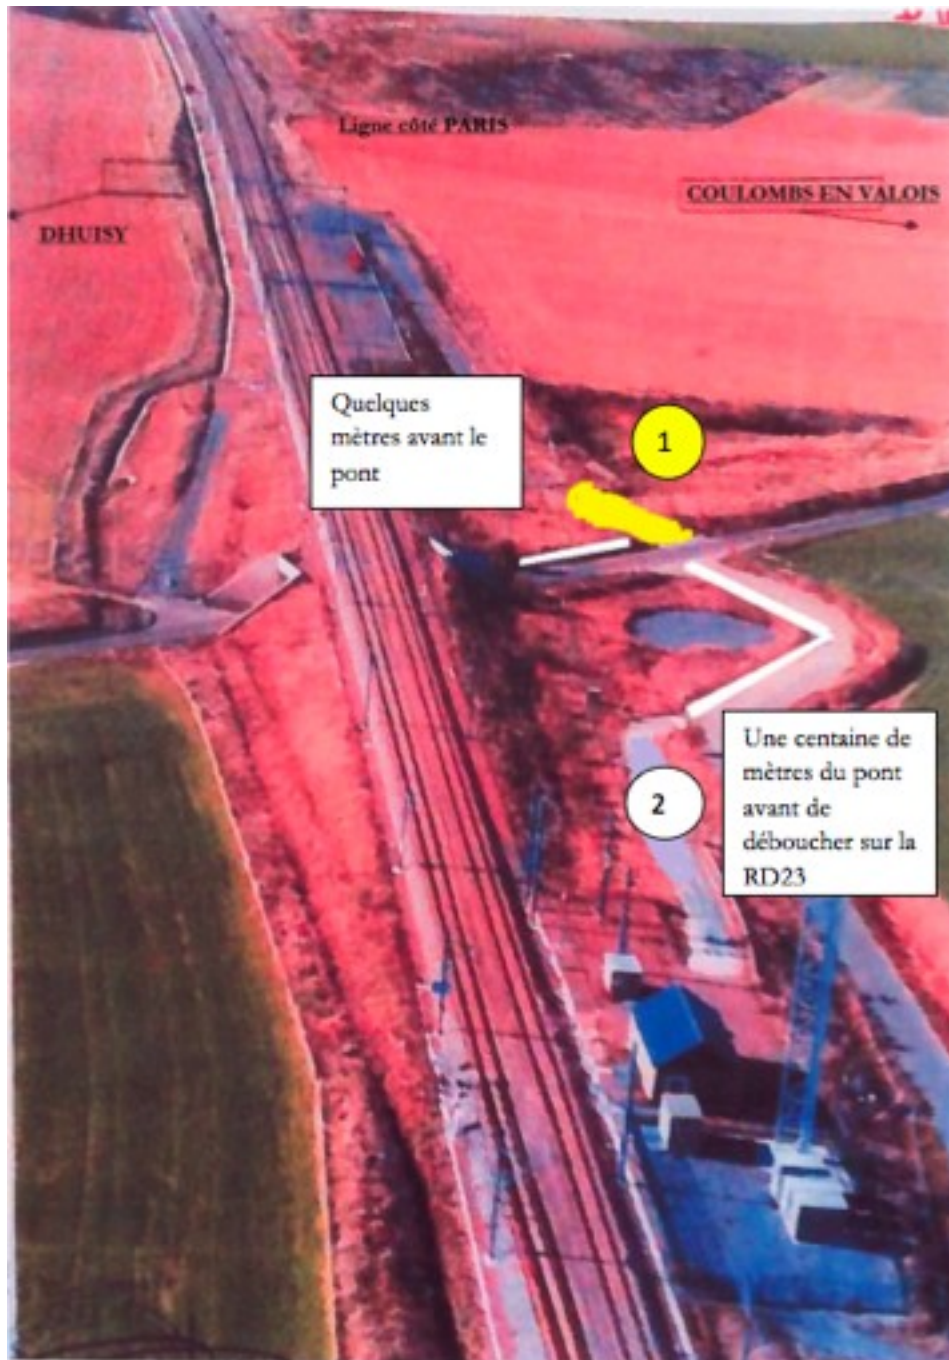 Ligne côté PARIS
COULOMBS EN VALOIS
DHUISY
Quelques
mètres avant le
pont
1
Une centaine de
mètres du pont
avant de
déboucher sur la
RD23
2